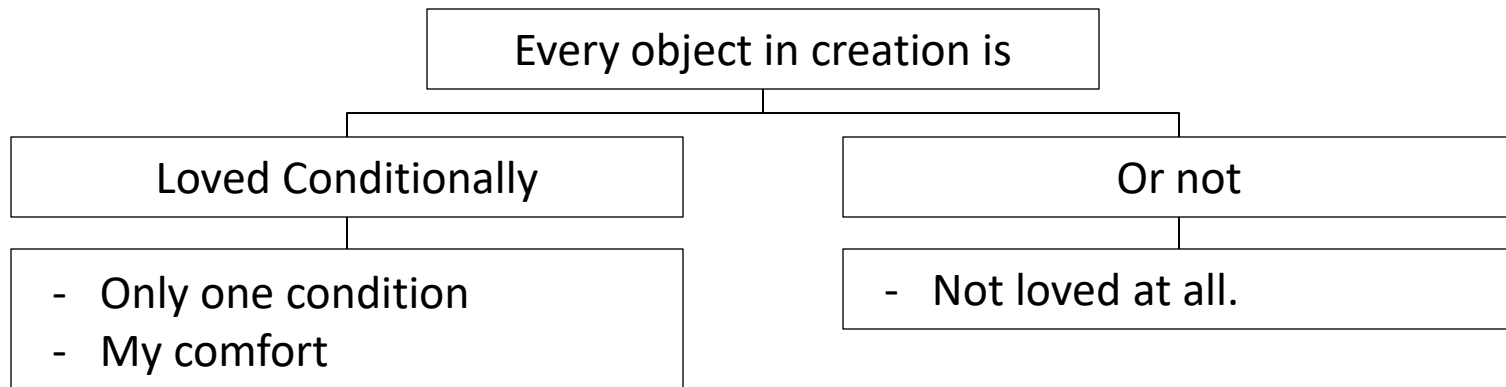 Every object in creation is
Loved Conditionally
Or not
- Only one condition
- My comfort
- Not loved at all.